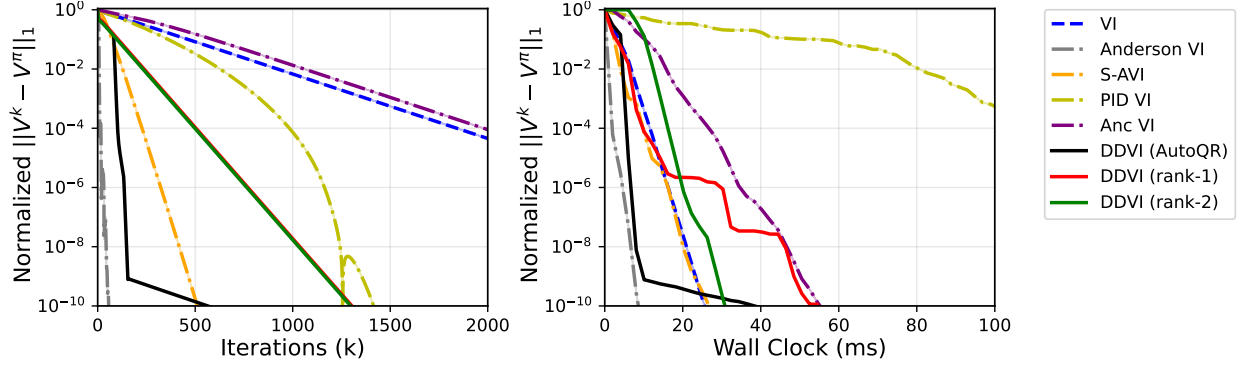 Normalized ||V^k − V^π||_1
10^0
10^−2
10^−4
10^−6
10^−8
10^−10
0
500
1000
1500
2000
Iterations (k)
Normalized ||V^k − V^π||_1
10^0
10^−2
10^−4
10^−6
10^−8
10^−10
0
20
40
60
80
100
Wall Clock (ms)
VI
Anderson VI
S-AVI
PID VI
Anc VI
DDVI (AutoQR)
DDVI (rank-1)
DDVI (rank-2)